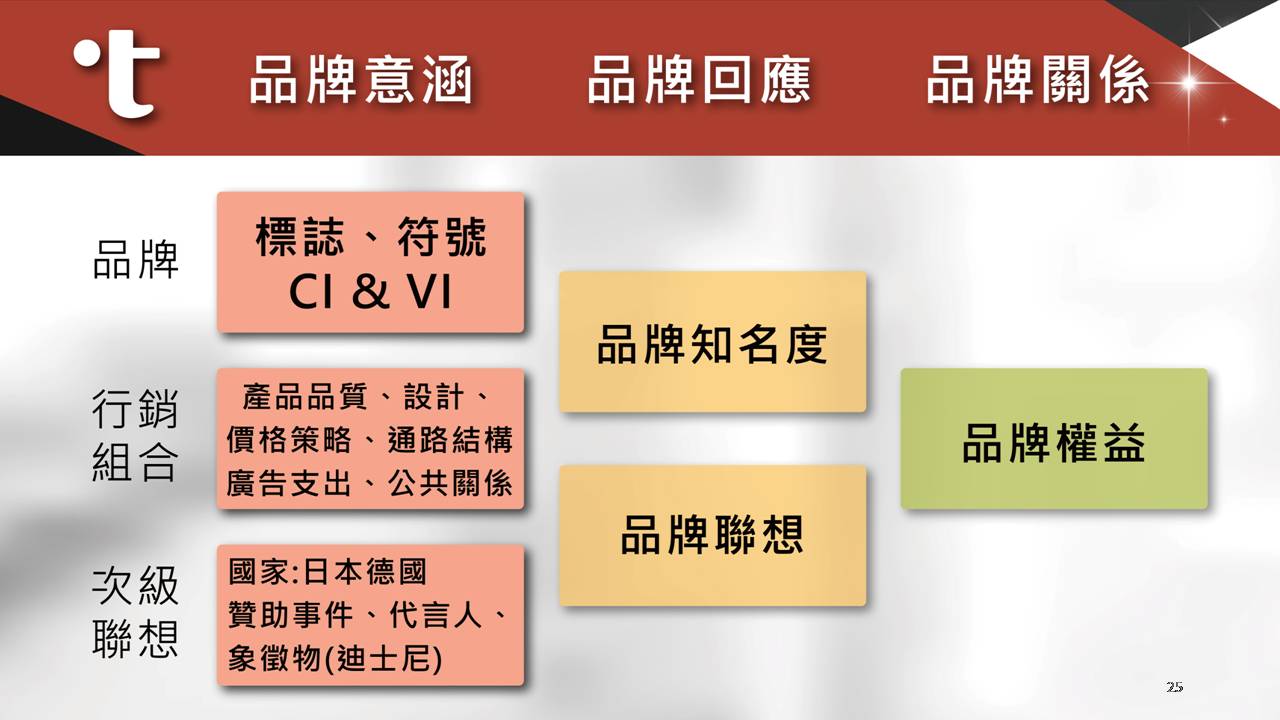 t
品牌意涵
品牌回應
品牌關係
品牌
標誌、符號
CI & VI
行銷
組合
產品品質、設計、
價格策略、通路結構
廣告支出、公共關係
次級
聯想
國家:日本德國
贊助事件、代言人、
象徵物(迪士尼)
品牌知名度
品牌聯想
品牌權益
25